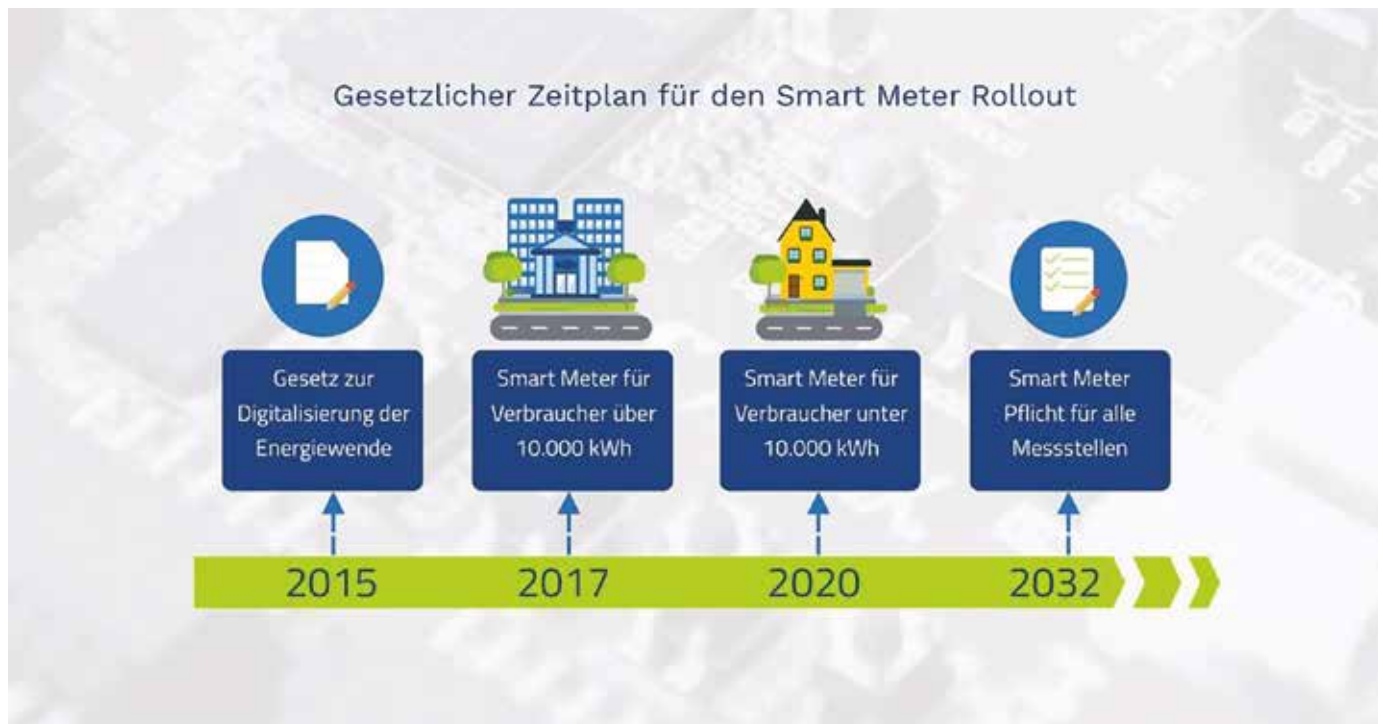 Gesetzlicher Zeitplan für den Smart Meter Rollout
Gesetz zur
Digitalisierung der
Energiewende
Smart Meter für
Verbraucher über
10.000 kWh
Smart Meter für
Verbraucher unter
10.000 kWh
Smart Meter
Pflicht für alle
Messstellen
2015
2017
2020
2032